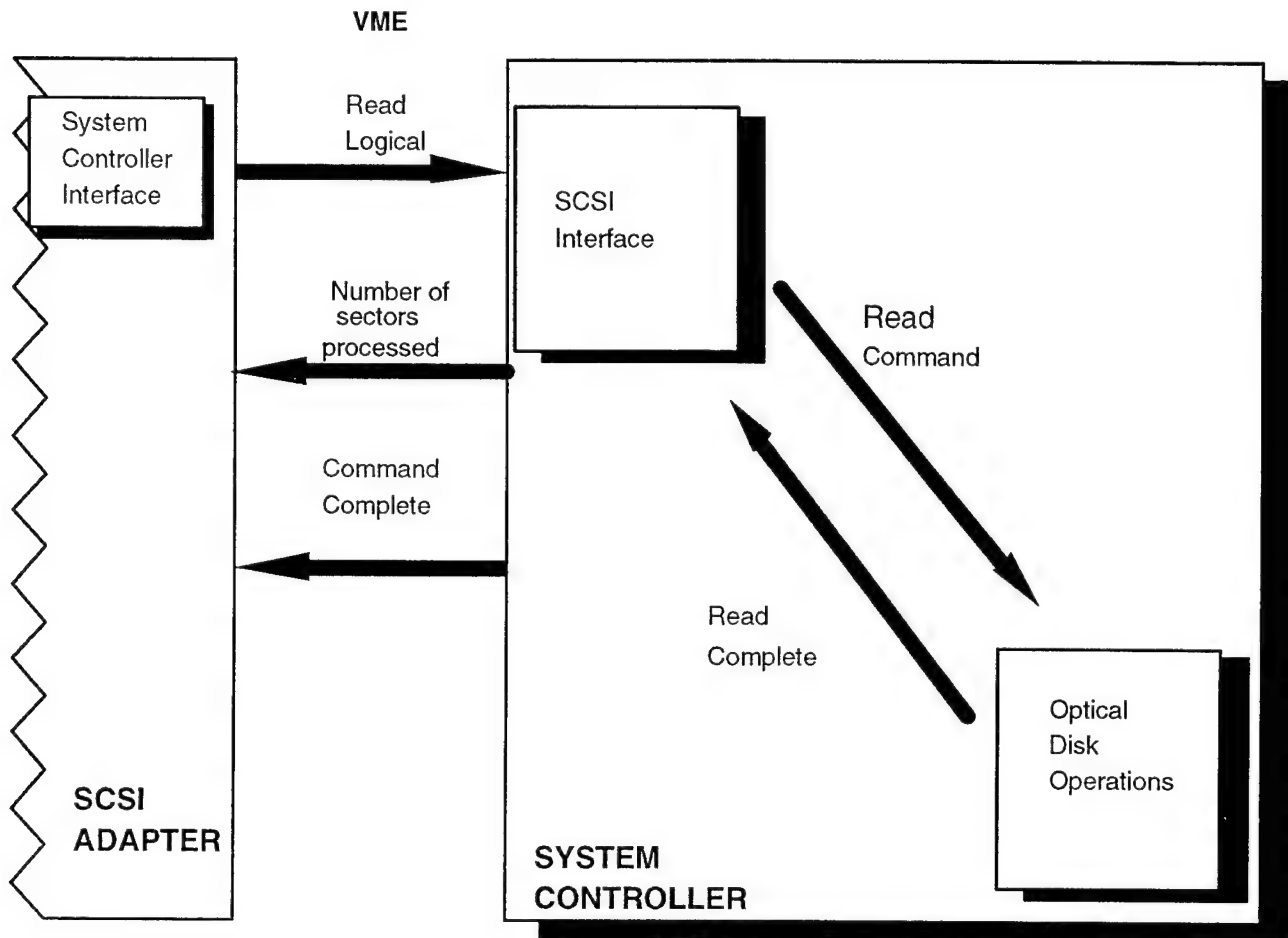 VME
System
Controller
Interface
Read
Logical
SCSI
Interface
Number of
sectors
processed
Read
Command
Command
Complete
Read
Complete
Optical
Disk
Operations
SCSI
ADAPTER
SYSTEM
CONTROLLER